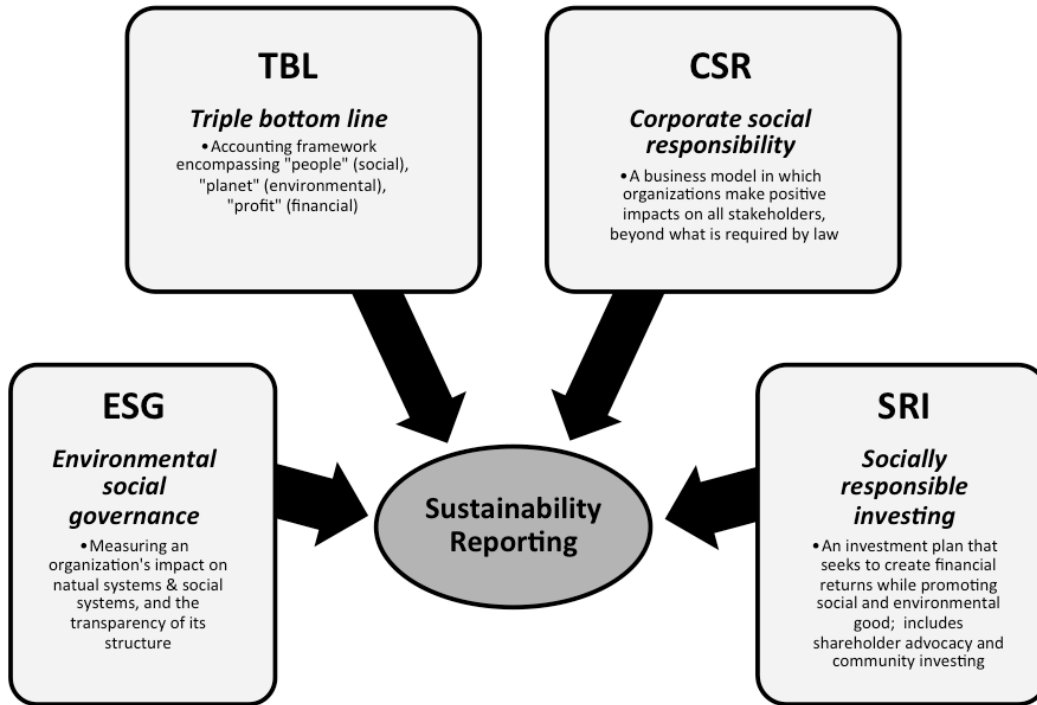 TBL
Triple bottom line
•Accounting framework
encompassing "people" (social),
"planet" (environmental),
"profit" (financial)
CSR
Corporate social
responsibility
•A business model in which
organizations make positive
impacts on all stakeholders,
beyond what is required by law
ESG
Environmental
social
governance
•Measuring an
organization's impact on
natual systems & social
systems, and the
transparency of its
structure
Sustainability
Reporting
SRI
Socially
responsible
investing
•An investment plan that
seeks to create financial
returns while promoting
social and environmental
good;  includes
shareholder advocacy and
community investing